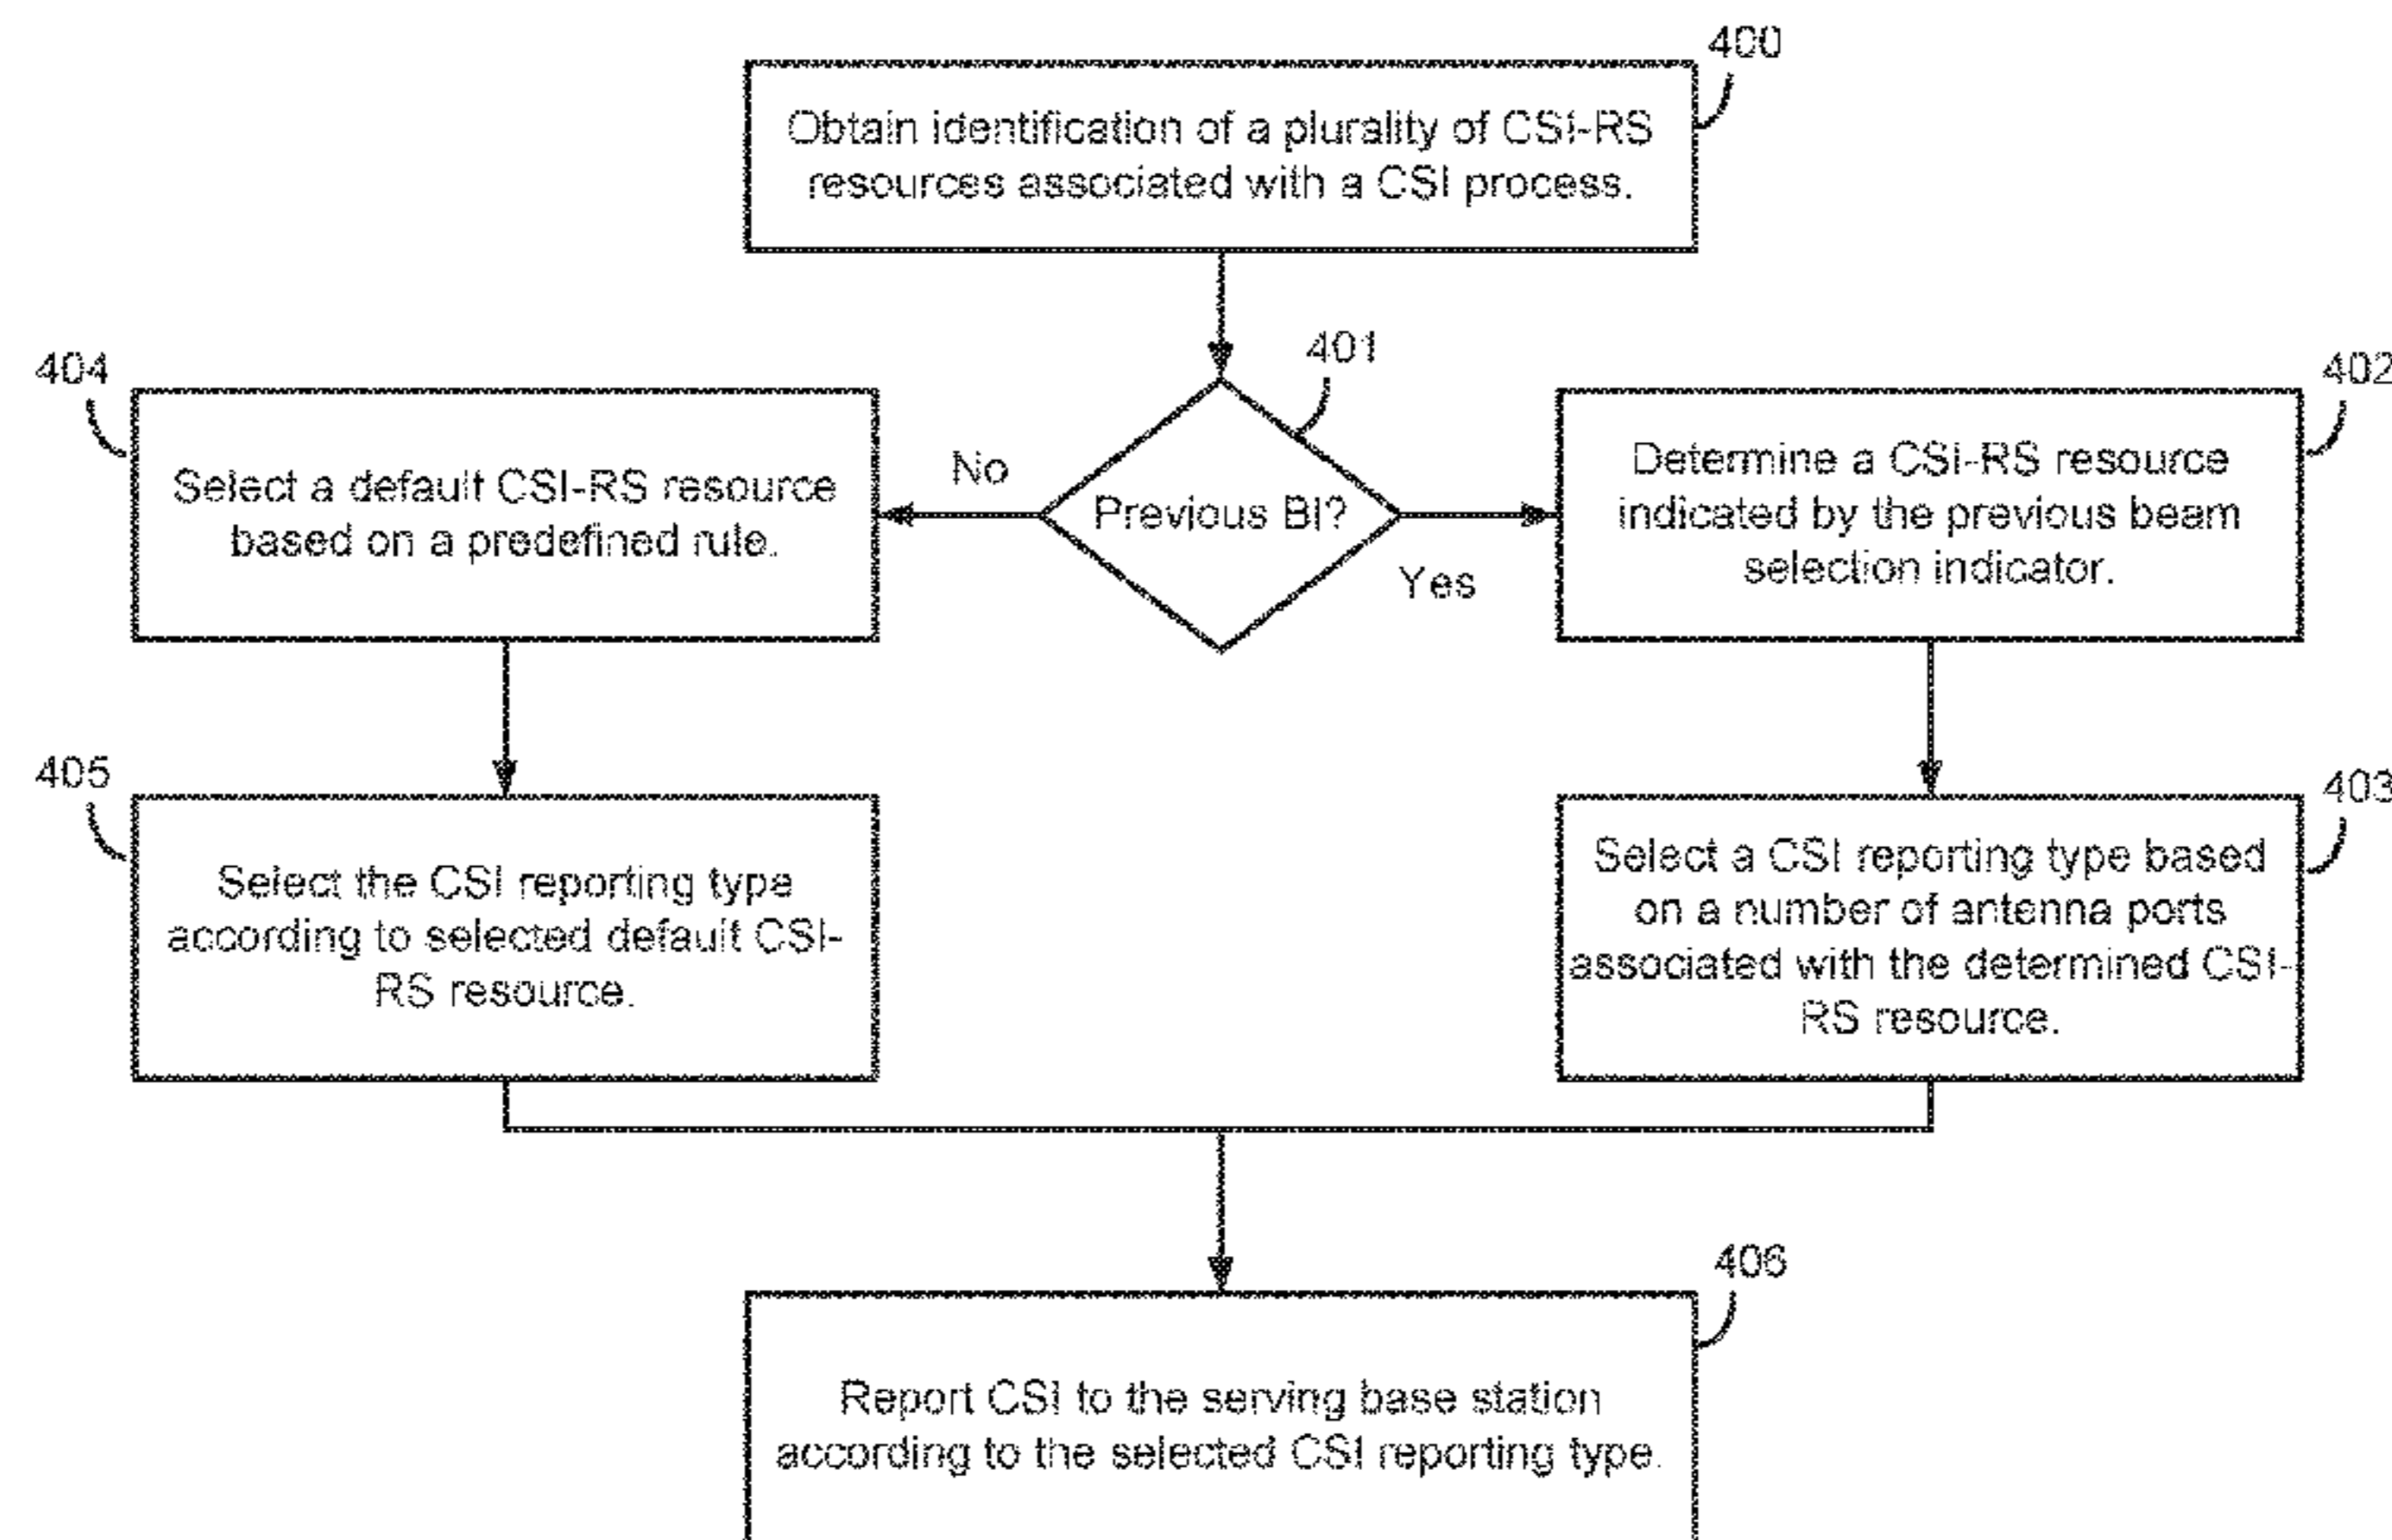 400
Obtain identification of a plurality of CSI-RS
resources associated with a CSI process.
401
Previous BI?
No
Yes
404
Select a default CSI-RS resource
based on a predefined rule.
402
Determine a CSI-RS resource
indicated by the previous beam
selection indicator.
405
Select the CSI reporting type
according to selected default CSI-
RS resource.
403
Select a CSI reporting type based
on a number of antenna ports
associated with the determined CSI-
RS resource.
406
Report CSI to the serving base station
according to the selected CSI reporting type.